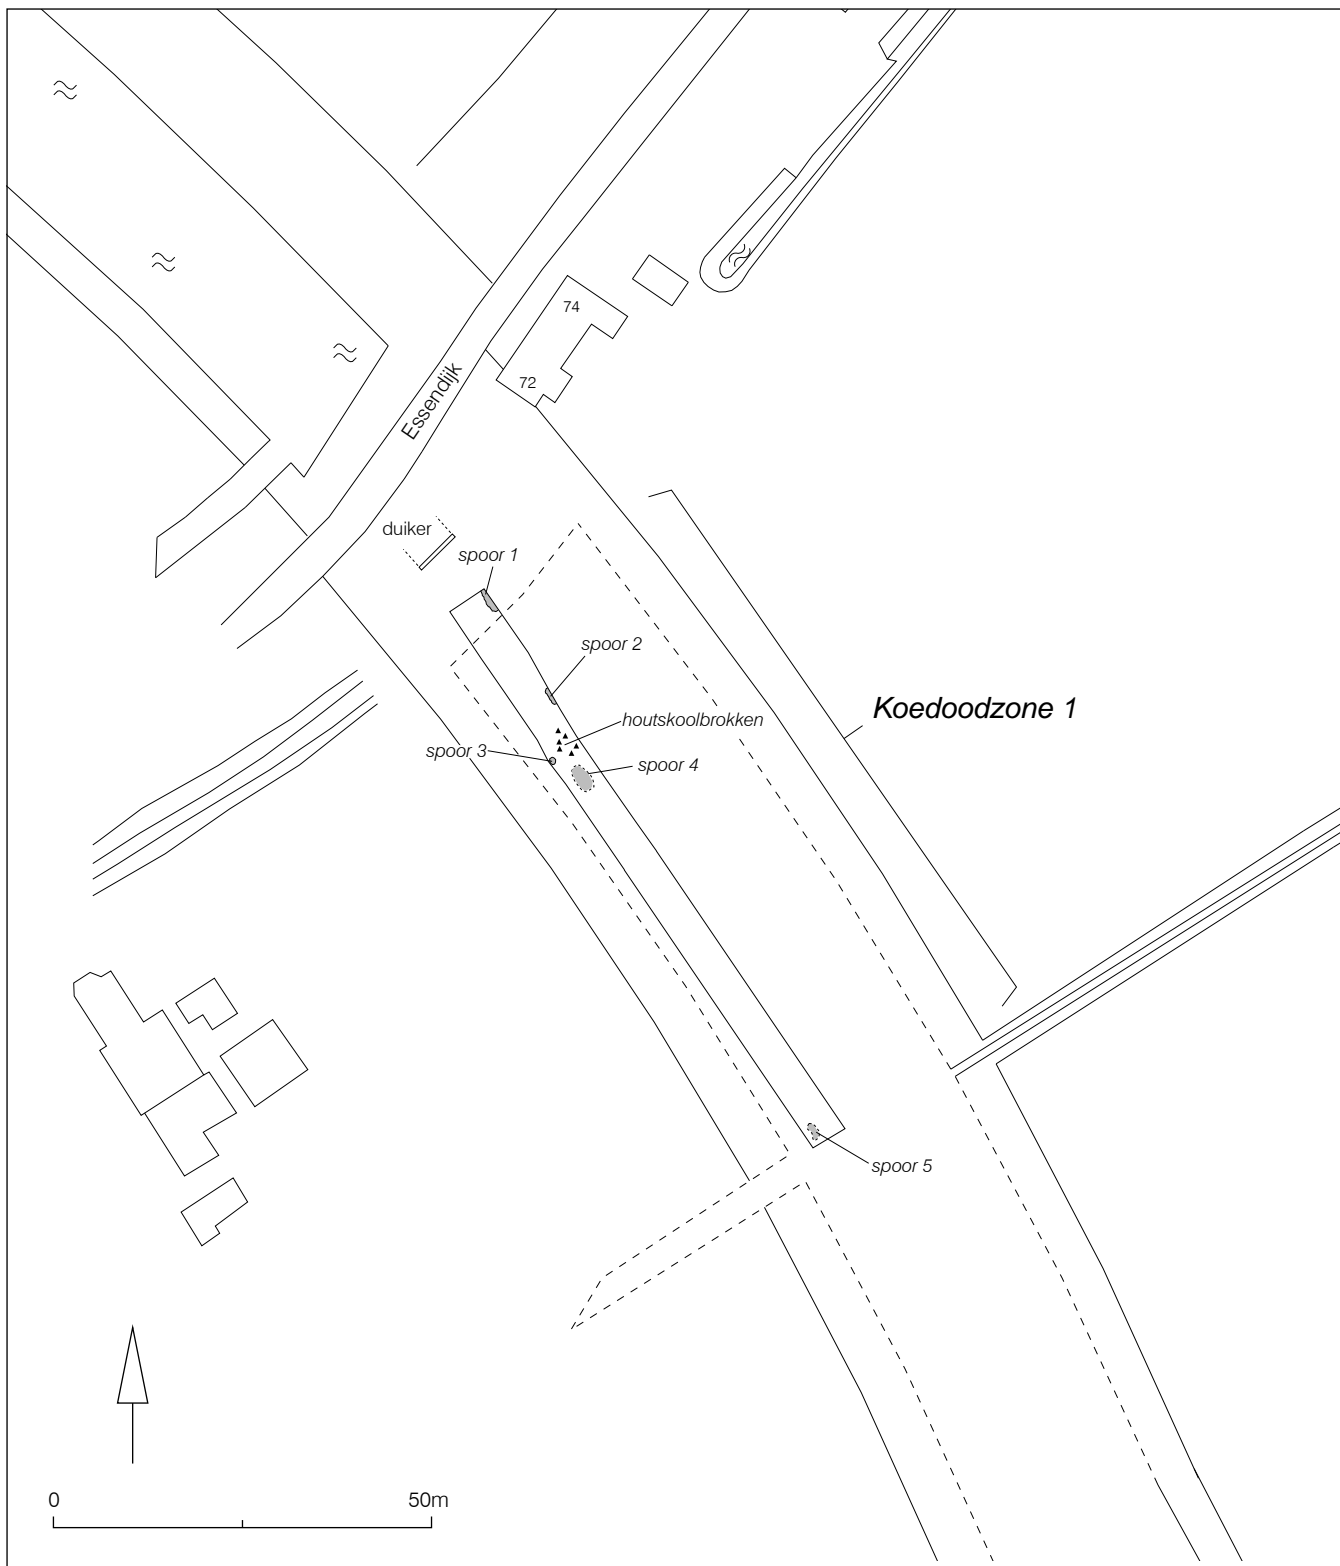 74
72
Essendijk
duiker
spoor 1
spoor 2
Koedoodzone 1
houtskoolbrokken
spoor 3
spoor 4
spoor 5
0 50m